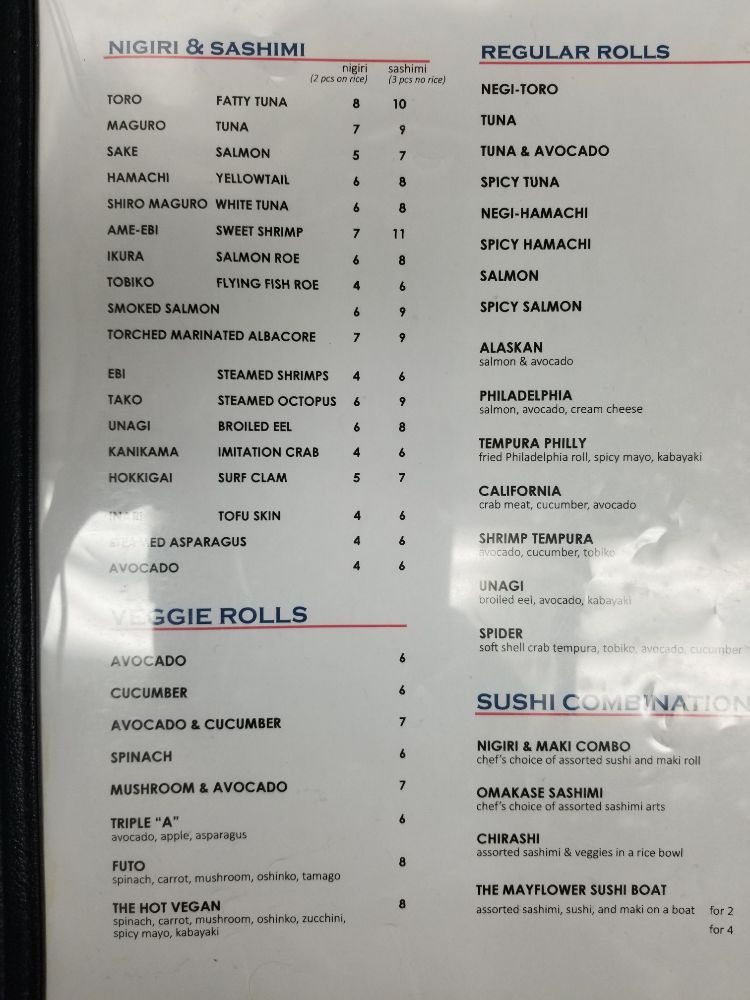 NIGIRI & SASHIMI
nigiri sashimi
(2 pcs on rice) (3 pcs no rice)
TORO FATTY TUNA 8 10
MAGURO TUNA 7 9
SAKE SALMON 5 7
HAMACHI YELLOWTAIL 6 8
SHIRO MAGURO WHITE TUNA 6 8
AME-EBI SWEET SHRIMP 7 11
IKURA SALMON ROE 6 8
TOBIKO FLYING FISH ROE 4 6
SMOKED SALMON 6 9
TORCHED MARINATED ALBACORE 7 9
EBI STEAMED SHRIMPS 4 6
TAKO STEAMED OCTOPUS 6 9
UNAGI BROILED EEL 6 8
KANIKAMA IMITATION CRAB 4 6
HOKKIGAI SURF CLAM 5 7
INARI TOFU SKIN 4 6
STEAMED ASPARAGUS 4 6
AVOCADO 4 6
VEGGIE ROLLS
AVOCADO 6
CUCUMBER 6
AVOCADO & CUCUMBER 7
SPINACH 6
MUSHROOM & AVOCADO 7
TRIPLE "A" 6
avocado, apple, asparagus
FUTO 8
spinach, carrot, mushroom, oshinko, tamago
THE HOT VEGAN 8
spinach, carrot, mushroom, oshinko, zucchini,
spicy mayo, kabayaki
REGULAR ROLLS
NEGI-TORO
TUNA
TUNA & AVOCADO
SPICY TUNA
NEGI-HAMACHI
SPICY HAMACHI
SALMON
SPICY SALMON
ALASKAN
salmon & avocado
PHILADELPHIA
salmon, avocado, cream cheese
TEMPURA PHILLY
fried Philadelphia roll, spicy mayo, kabayaki
CALIFORNIA
crab meat, cucumber, avocado
SHRIMP TEMPURA
avocado, cucumber, tobiko
UNAGI
broiled eel, avocado, kabayaki
SPIDER
soft shell crab tempura, tobiko, avocado, cucumber
SUSHI COMBINATION
NIGIRI & MAKI COMBO
chef's choice of assorted sushi and maki roll
OMAKASE SASHIMI
chef's choice of assorted sashimi arts
CHIRASHI
assorted sashimi & veggies in a rice bowl
THE MAYFLOWER SUSHI BOAT
assorted sashimi, sushi, and maki on a boat for 2
for 4